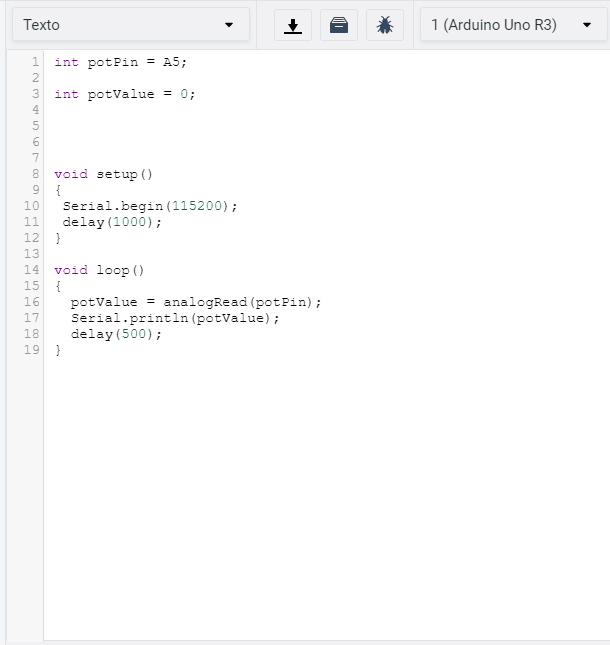 Texto 1 (Arduino Uno R3)
1 int potPin = A5;
2
3 int potValue = 0;
4
5
6
7
8 void setup()
9 {
10 Serial.begin(115200);
11 delay(1000);
12 }
13
14 void loop()
15 {
16 potValue = analogRead(potPin);
17 Serial.println(potValue);
18 delay(500);
19 }